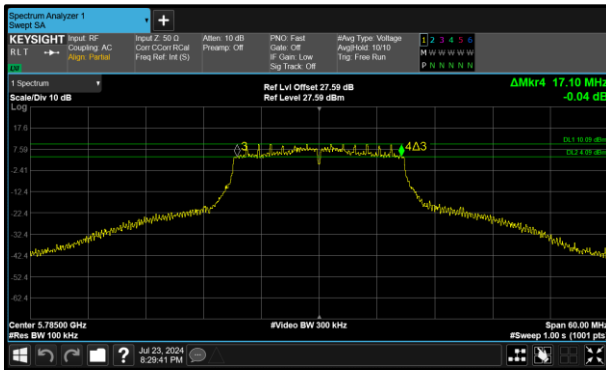 Spectrum Analyzer 1
Swept SA
KEYSIGHT Input: RF Input Z: 50 Ω Atten: 10 dB PNO: Fast #Avg Type: Voltage 1 2 3 4 5 6
RLT Coupling: AC Corr CCorr RCal Preamp: Off Gate: Off Avg|Hold: 10/10 M W W W W W
Align: Partial Freq Ref: Int (S) IF Gain: Low Trig: Free Run
Sig Track: Off P N N N N N
1 Spectrum Ref Lvl Offset 27.59 dB ΔMkr4 17.10 MHz
Scale/Div 10 dB Ref Level 27.59 dBm -0.04 dB
Log
17.6
DL1 10.09 dBm
7.59 3 4Δ3
DL2 4.09 dBm
-2.41
-12.4
-22.4
-32.4
-42.4
-52.4
-62.4
Center 5.78500 GHz #Video BW 300 kHz Span 60.00 MHz
#Res BW 100 kHz #Sweep 1.00 s (1001 pts)
? Jul 23, 2024
8:29:41 PM